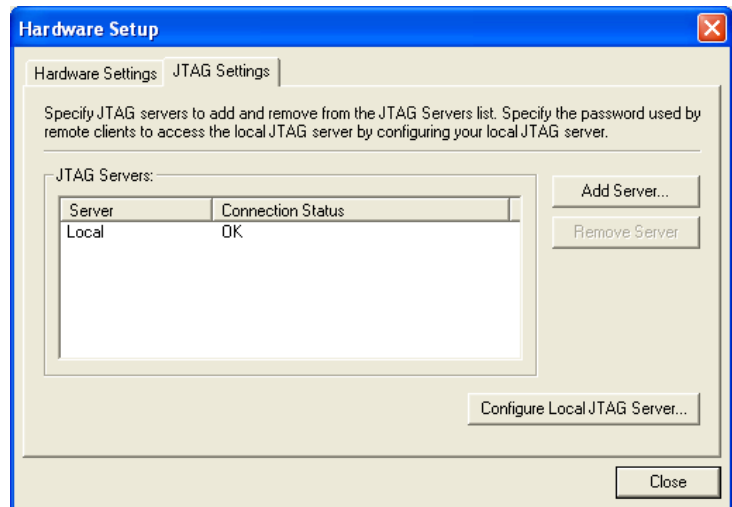 Hardware Setup
Hardware Settings JTAG Settings
Specify JTAG servers to add and remove from the JTAG Servers list. Specify the password used by
remote clients to access the local JTAG server by configuring your local JTAG server.
JTAG Servers:
Server Connection Status
Local OK
Add Server...
Remove Server
Configure Local JTAG Server...
Close